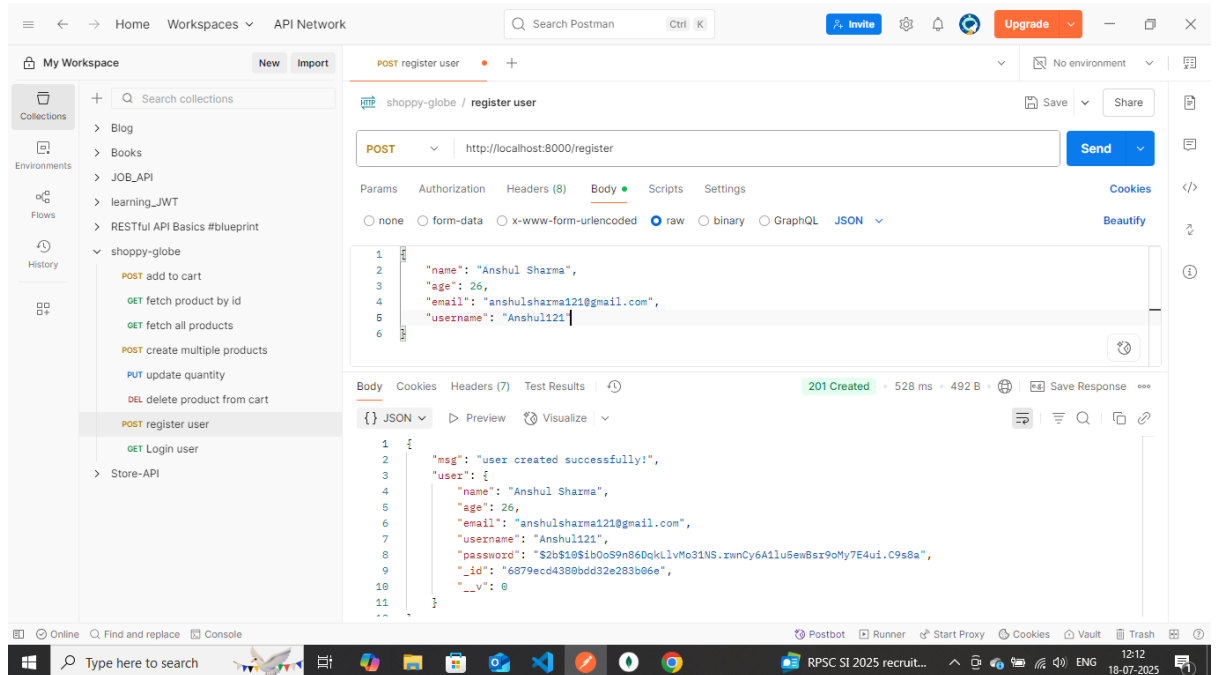 Home Workspaces API Network Search Postman Ctrl K Invite Upgrade
My Workspace New Import POST register user No environment
Collections
Environments
Flows
History
Search collections
Blog
Books
JOB_API
learning_JWT
RESTful API Basics #blueprint
shoppy-globe
POST add to cart
GET fetch product by id
GET fetch all products
POST create multiple products
PUT update quantity
DEL delete product from cart
POST register user
GET Login user
Store-API
HTTP shoppy-globe / register user Save Share
POST http://localhost:8000/register Send
Params Authorization Headers (8) Body Scripts Settings Cookies
none form-data x-www-form-urlencoded raw binary GraphQL JSON Beautify
1 {
2 "name": "Anshul Sharma",
3 "age": 26,
4 "email": "anshulsharma121@gmail.com",
5 "username": "Anshul121"
6 }
Body Cookies Headers (7) Test Results 201 Created 528 ms 492 B e.g. Save Response
{} JSON Preview Visualize
1 {
2 "msg": "user created successfully!",
3 "user": {
4 "name": "Anshul Sharma",
5 "age": 26,
6 "email": "anshulsharma121@gmail.com",
7 "username": "Anshul121",
8 "password": "$2b$10$ibOoS9n86DqkLlvMo31NS.rwnCy6A1lu5ewBsr9oMy7E4ui.C9s8a",
9 "_id": "6879ecd4380bdd32e283b06e",
10 "__v": 0
11 }
Online Find and replace Console Postbot Runner Start Proxy Cookies Vault Trash
Type here to search RPSC SI 2025 recruit... ENG 12:12
18-07-2025